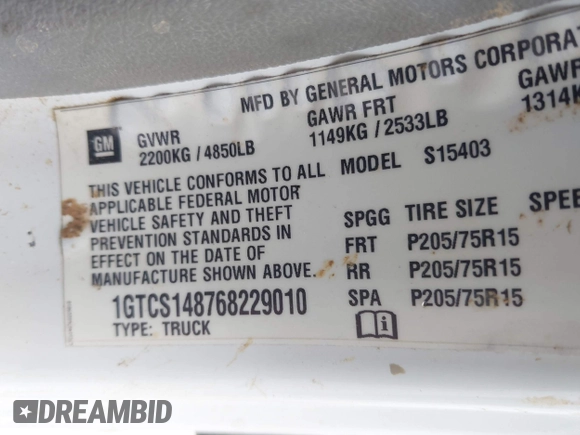 MFD BY GENERAL MOTORS CORPORAT
GM
GVWR
2200KG / 4850LB
GAWR FRT
1149KG / 2533LB
GAWR
1314K
THIS VEHICLE CONFORMS TO ALL
APPLICABLE FEDERAL MOTOR
VEHICLE SAFETY AND THEFT
PREVENTION STANDARDS IN
EFFECT ON THE DATE OF
MANUFACTURE SHOWN ABOVE.
1GTCS148768229010
TYPE: TRUCK
MODEL S15403
SPGG TIRE SIZE SPEE
FRT P205/75R15
RR P205/75R15
SPA P205/75R15
DREAMBID